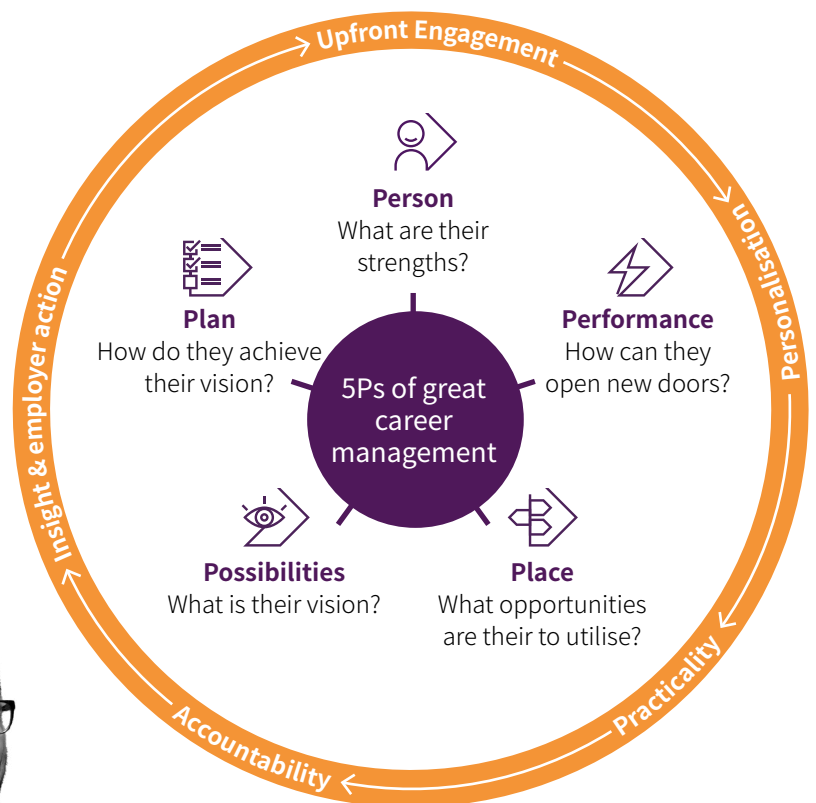 Upfront Engagement
Personalisation
Practicality
Accountability
Insight & employer action
5Ps of great
career
management
Person
What are their
strengths?
Performance
How can they
open new doors?
Place
What opportunities
are their to utilise?
Possibilities
What is their vision?
Plan
How do they achieve
their vision?